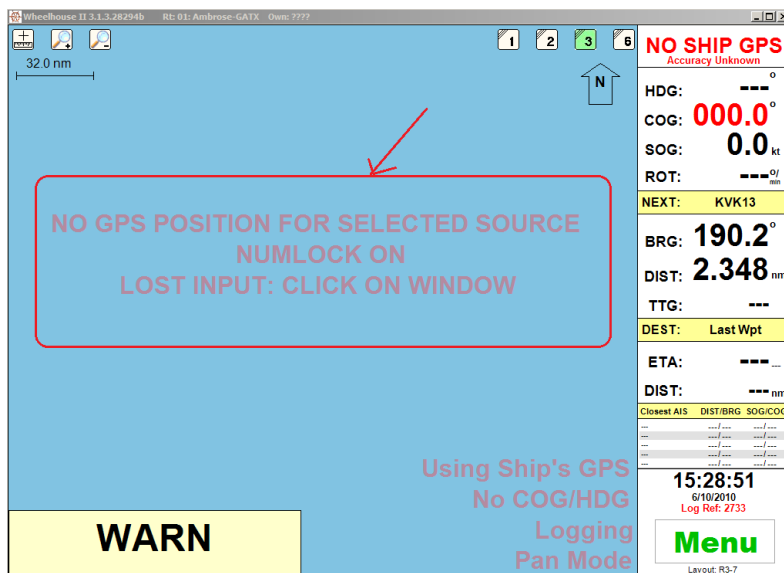 Wheelhouse II 3.1.3.28294b Rt: 01: Ambrose-GATX Own: ????
1 2 3 6
32.0 nm
N
NO GPS POSITION FOR SELECTED SOURCE
NUMLOCK ON
LOST INPUT: CLICK ON WINDOW
Using Ship's GPS
No COG/HDG
Logging
Pan Mode
WARN
NO SHIP GPS
Accuracy Unknown
HDG: ---°
COG: 000.0°
SOG: 0.0 kt
ROT: ---°/min
NEXT: KVK13
BRG: 190.2°
DIST: 2.348 nm
TTG: ---
DEST: Last Wpt
ETA: --- ---
DIST: --- nm
Closest AIS DIST/BRG SOG/COG
--- ---/--- ---/---
--- ---/--- ---/---
--- ---/--- ---/---
--- ---/--- ---/---
--- ---/--- ---/---
15:28:51
6/10/2010
Log Ref: 2733
Menu
Layout: R3-7